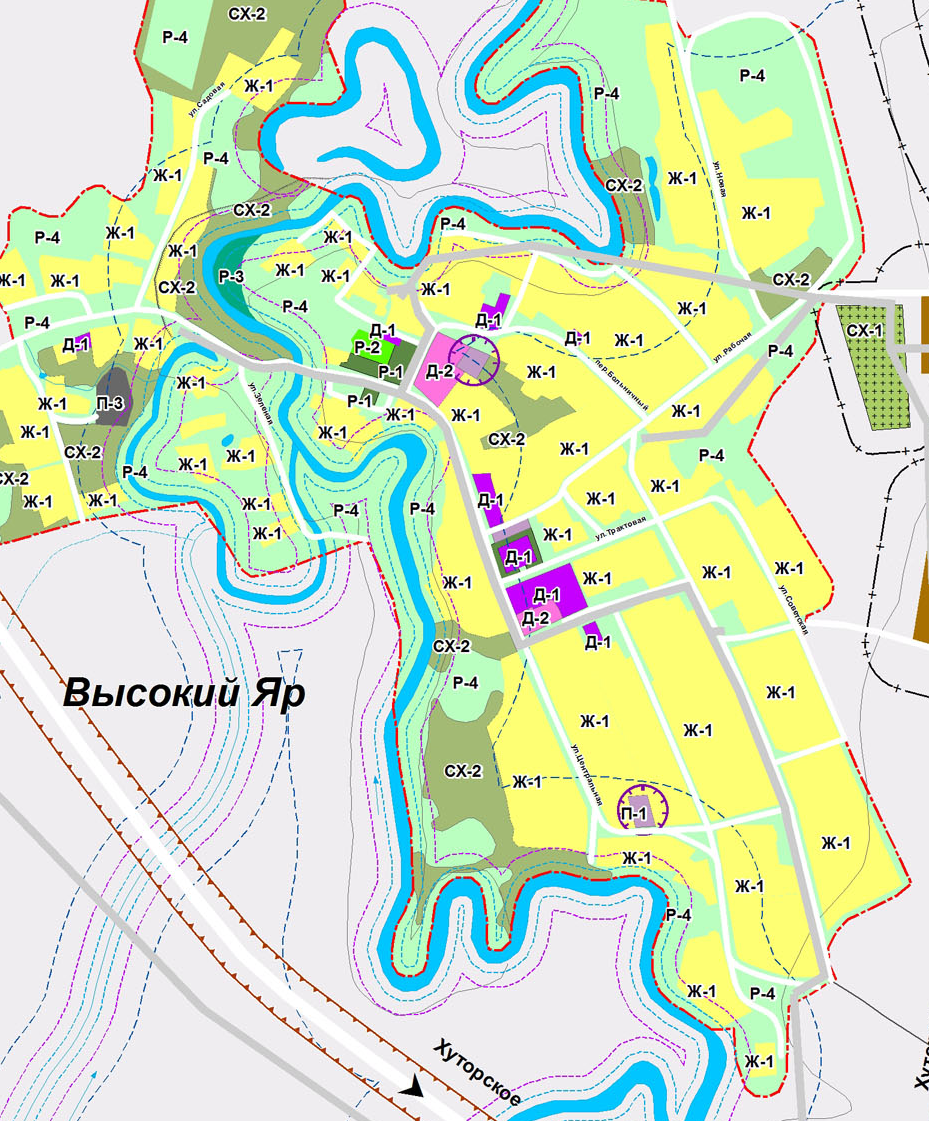 СХ-2
Р-4
Ж-1
ул.Садовая
Р-4
Р-4
Р-4
СХ-2
Ж-1
Ж-1
ул.Новая
Ж-1
СХ-2
Р-4
Ж-1
Р-4
Ж-1
Ж-1
Ж-1
Р-3
Ж-1
Ж-1
Ж-1
Ж-1
СХ-2
Ж-1
СХ-2
Р-4
Ж-1
Р-4
Д-1
Д-1
Д-1
Ж-1
СХ-1
Д-1
Ж-1
Р-2
ул.Рабочая
Р-4
Р-1
Д-2
Ж-1
пер.Больничный
Ж-1
ул.Зеленая
Ж-1
П-3
Р-1
Ж-1
Ж-1
Ж-1
Ж-1
Ж-1
СХ-2
Ж-1
СХ-2
Ж-1
Ж-1
Р-4
Р-4
СХ-2
Ж-1
Ж-1
Ж-1
Р-4
Р-4
Д-1
Ж-1
Ж-1
Ж-1
Ж-1
ул.Трактовая
Д-1
Ж-1
Ж-1
Ж-1
Ж-1
Д-1
ул.Советская
Д-2
Д-1
СХ-2
Р-4
Высокий Яр
Ж-1
Ж-1
Ж-1
СХ-2
Ж-1
ул.Центральная
П-1
Ж-1
Ж-1
Ж-1
Р-4
Ж-1
Р-4
Хуторское
Ж-1